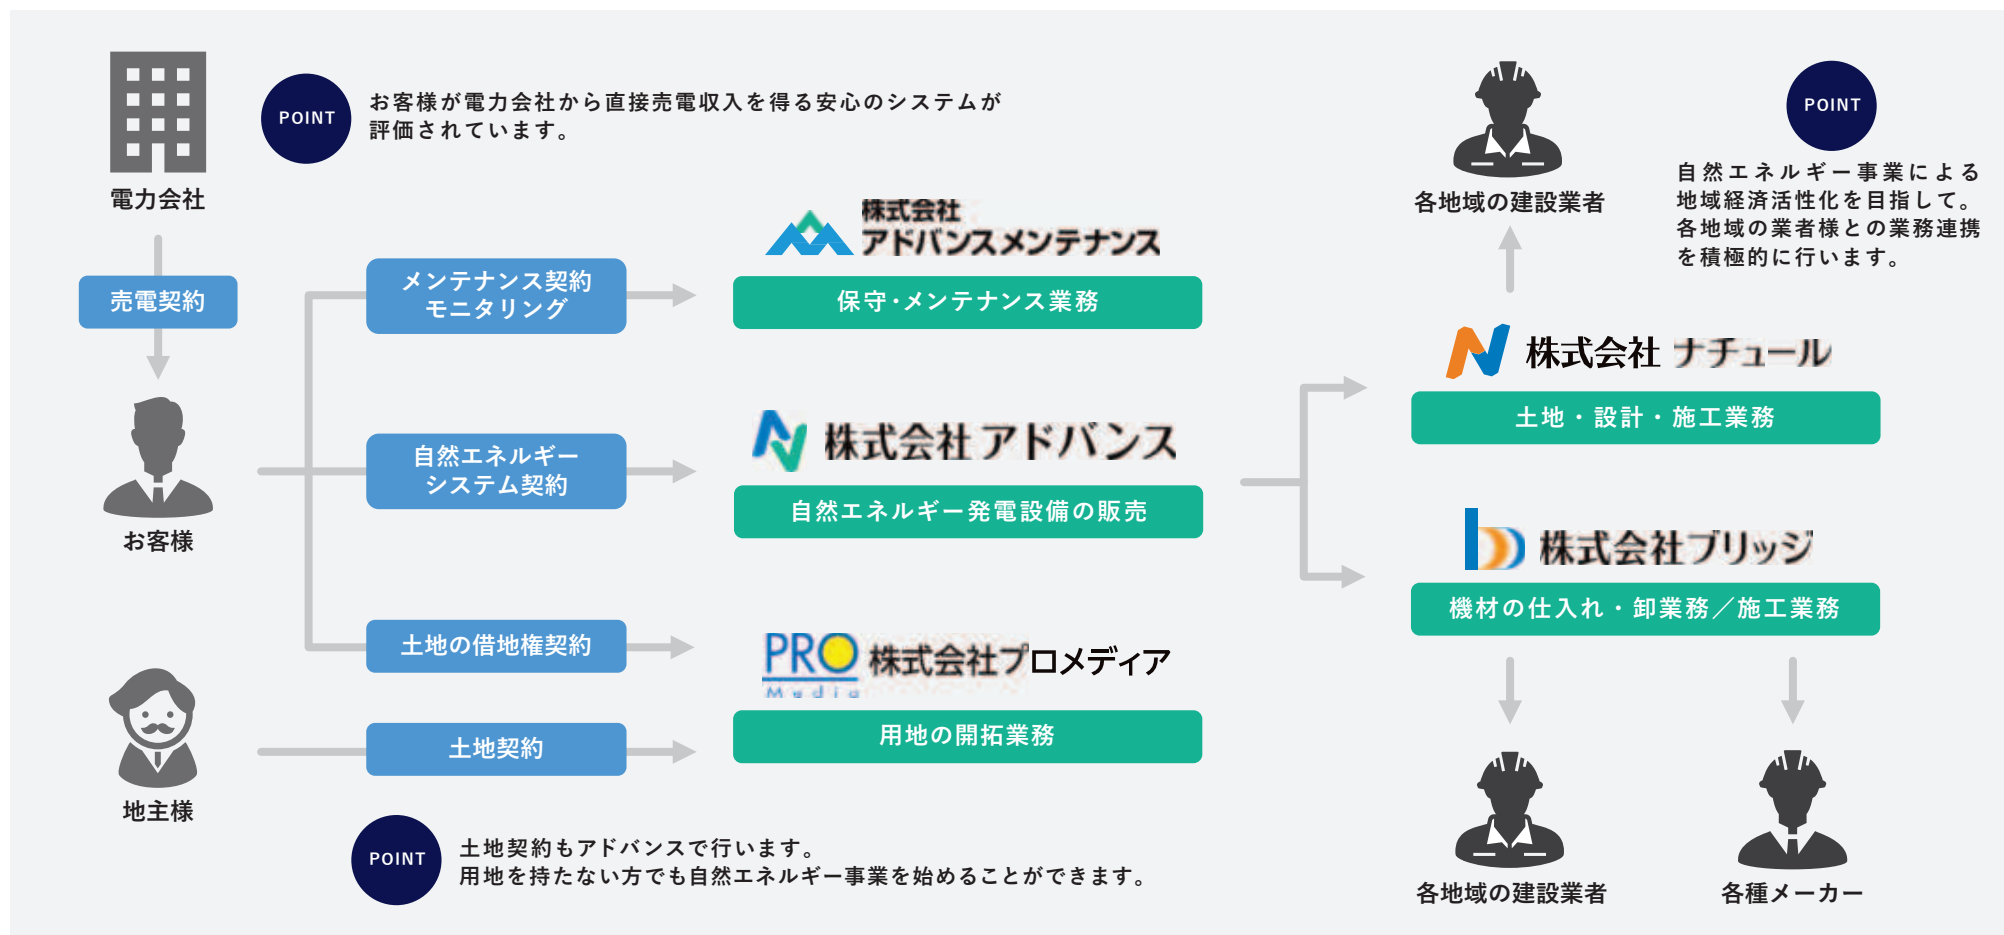 POINT
お客様が電力会社から直接売電収入を得る安心のシステムが
評価されています。
電力会社
売電契約
お客様
地主様
メンテナンス契約
モニタリング
自然エネルギー
システム契約
土地の借地権契約
土地契約
株式会社
アドバンスメンテナンス
保守・メンテナンス業務
株式会社 アドバンス
自然エネルギー発電設備の販売
PRO
Media
株式会社プロメディア
用地の開拓業務
POINT
土地契約もアドバンスで行います。
用地を持たない方でも自然エネルギー事業を始めることができます。
各地域の建設業者
POINT
自然エネルギー事業による
地域経済活性化を目指して。
各地域の業者様との業務連携
を積極的に行います。
株式会社 ナチュール
土地・設計・施工業務
株式会社ブリッジ
機材の仕入れ・卸業務／施工業務
各地域の建設業者
各種メーカー